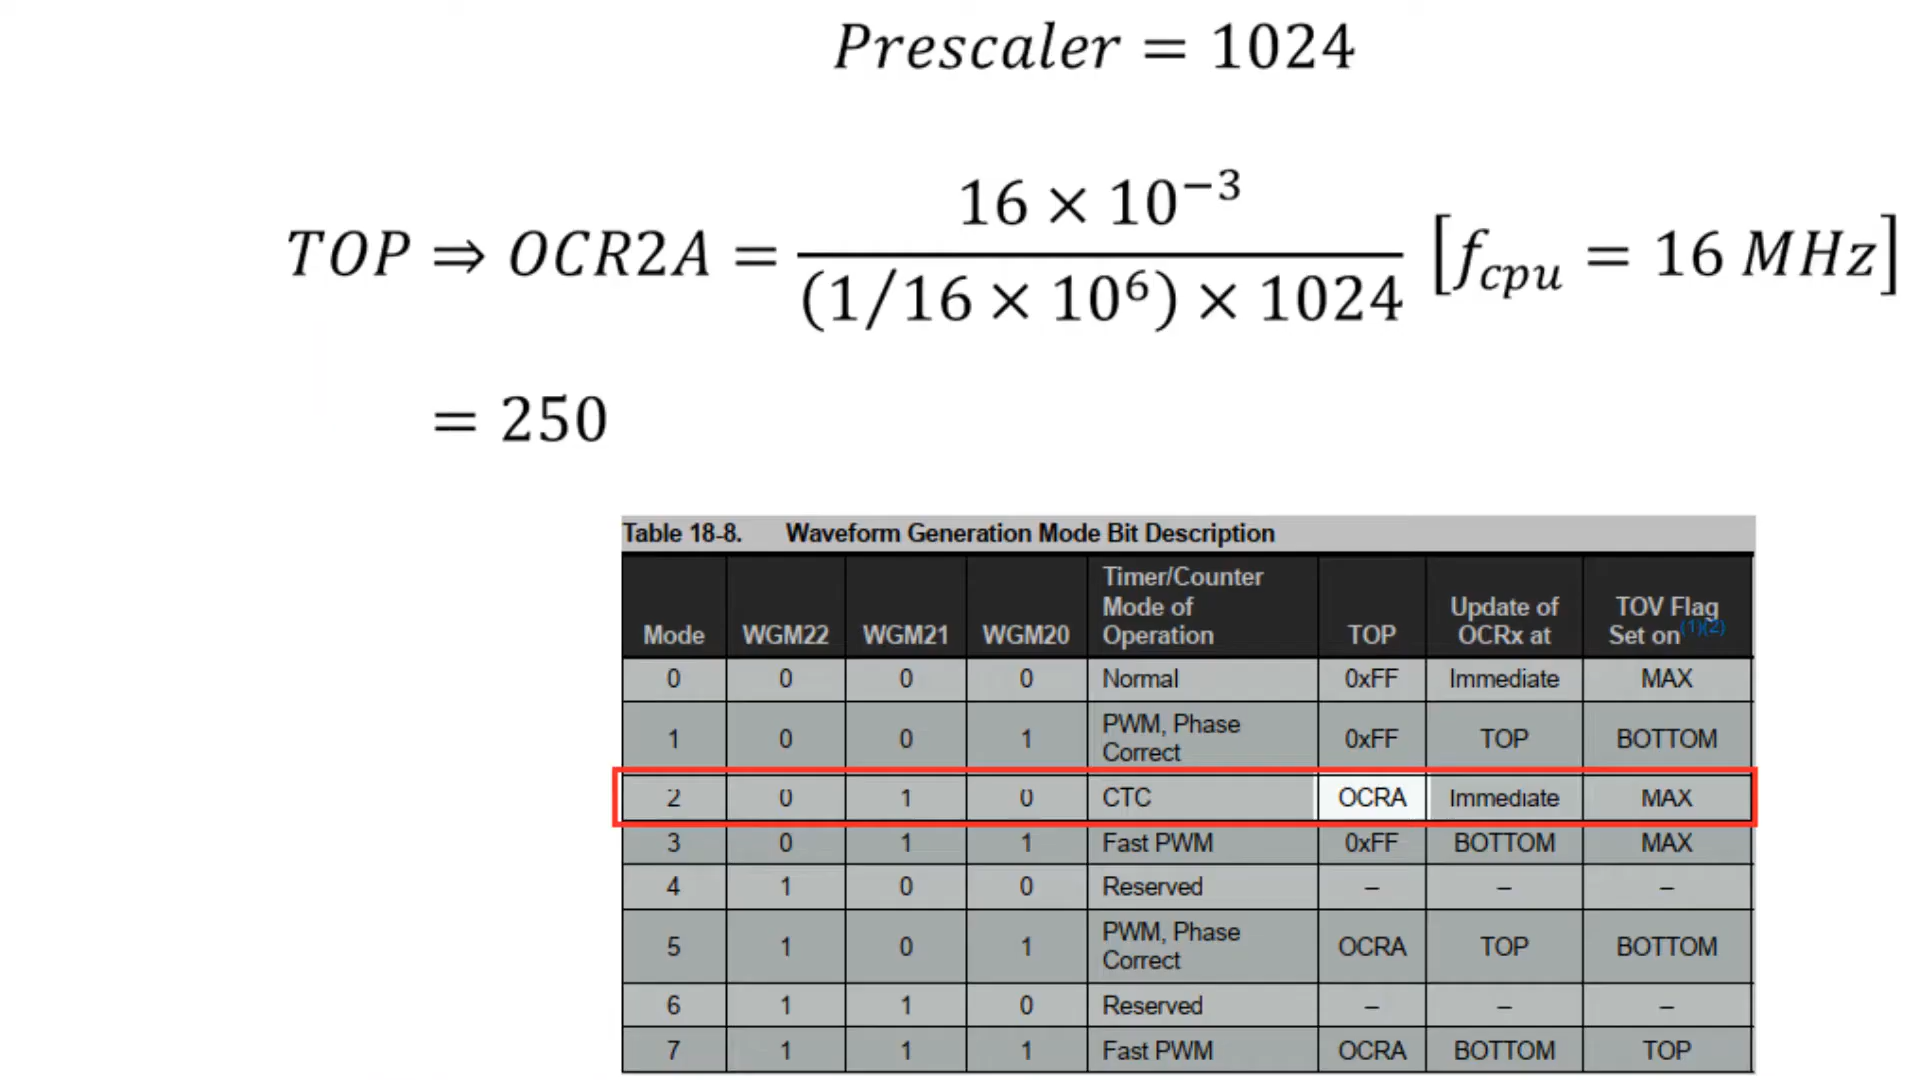 Prescaler = 1024
TOP ⇒ OCR2A = 16 × 10⁻³ / (1/16 × 10⁶) × 1024 [f_cpu = 16 MHz]
= 250
Table 18-8. Waveform Generation Mode Bit Description
Mode WGM22 WGM21 WGM20 Timer/Counter Mode of Operation TOP Update of OCRx at TOV Flag Set on(1)(2)
0 0 0 0 Normal 0xFF Immediate MAX
1 0 0 1 PWM, Phase Correct 0xFF TOP BOTTOM
2 0 1 0 CTC OCRA Immediate MAX
3 0 1 1 Fast PWM 0xFF BOTTOM MAX
4 1 0 0 Reserved – – –
5 1 0 1 PWM, Phase Correct OCRA TOP BOTTOM
6 1 1 0 Reserved – – –
7 1 1 1 Fast PWM OCRA BOTTOM TOP